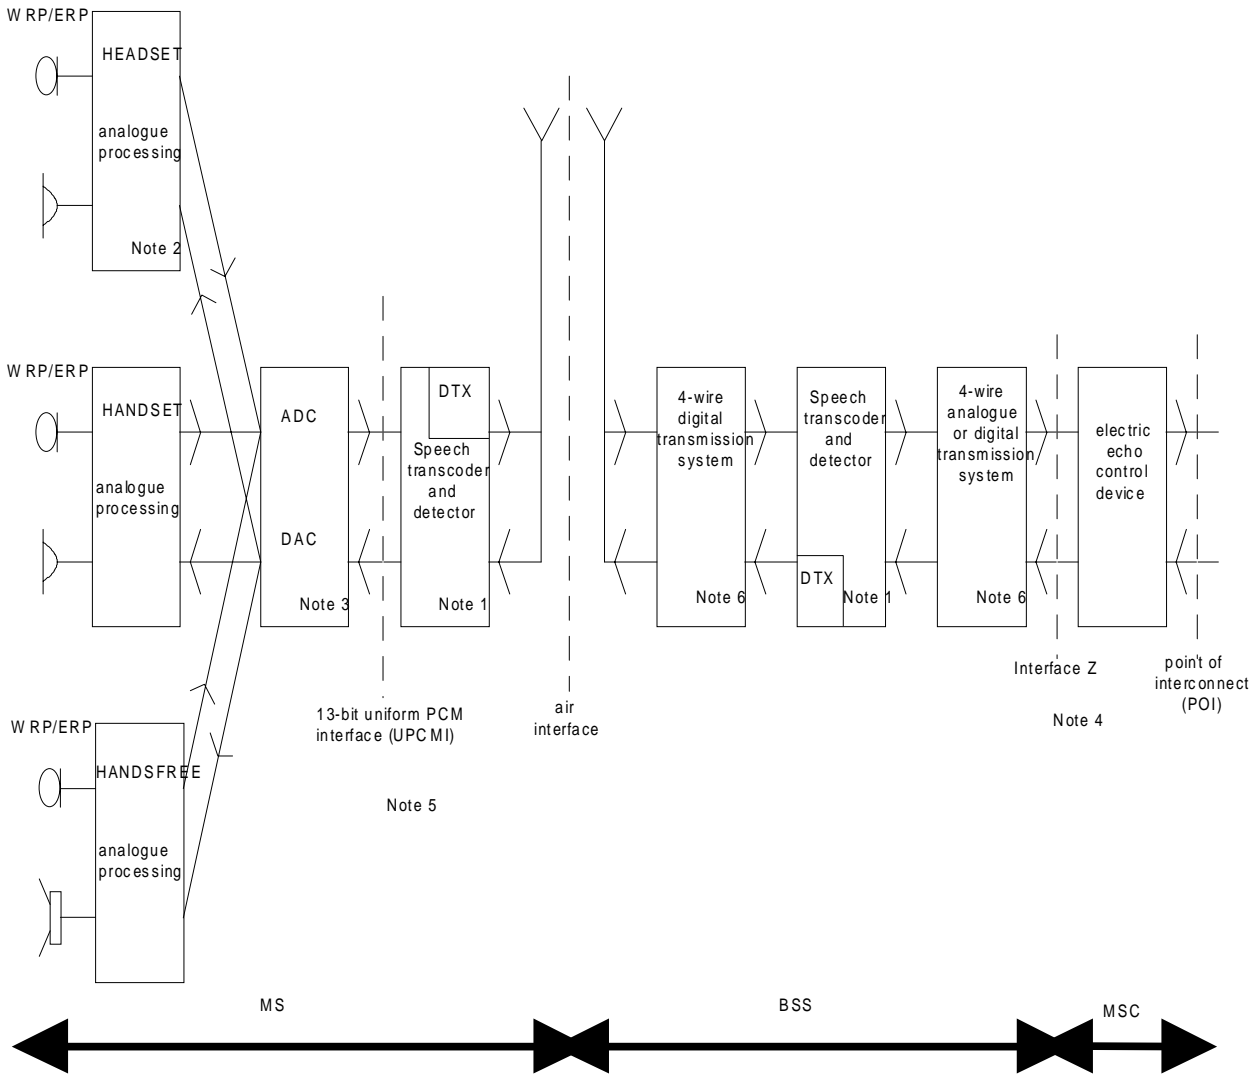 WRP/ERP
HEADSET
analogue
processing
Note 2
WRP/ERP
HANDSET
analogue
processing
ADC
DAC
Note 3
DTX
Speech
transcoder
and
detector
Note 1
4-wire
digital
transmission
system
Note 6
Speech
transcoder
and
detector
DTX
Note 1
4-wire
analogue
or digital
transmission
system
Note 6
electric
echo
control
device
Interface Z
Note 4
point of
interconnect
(POI)
13-bit uniform PCM
interface (UPCMI)
Note 5
air
interface
WRP/ERP
HANDSFREE
analogue
processing
MS
BSS
MSC